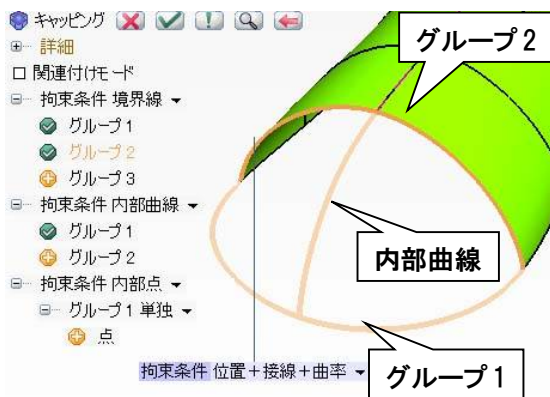 キャッピング
詳細
関連付けモード
拘束条件 境界線
グループ1
グループ2
グループ3
拘束条件 内部曲線
グループ1
グループ2
拘束条件 内部点
グループ1 単独
点
拘束条件 位置+接線+曲率
グループ2
内部曲線
グループ1